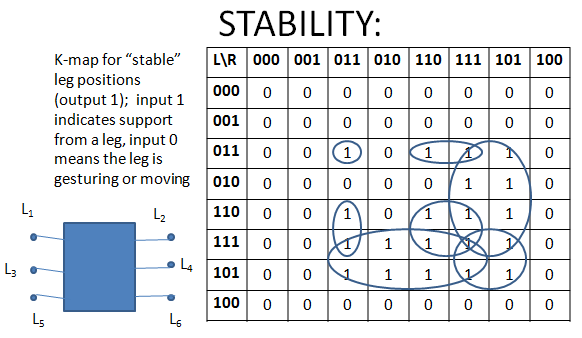 STABILITY:
K-map for “stable”
leg positions
(output 1);  input 1
indicates support
from a leg, input 0
means the leg is
gesturing or moving
L\R 000 001 011 010 110 111 101 100
000 0 0 0 0 0 0 0 0
001 0 0 0 0 0 0 0 0
011 0 0 1 0 1 1 1 0
010 0 0 0 0 0 1 1 0
110 0 0 1 0 1 1 1 0
111 0 0 1 1 1 1 1 0
101 0 0 1 1 1 1 1 0
100 0 0 0 0 0 0 0 0
L1 L2
L3 L4
L5 L6